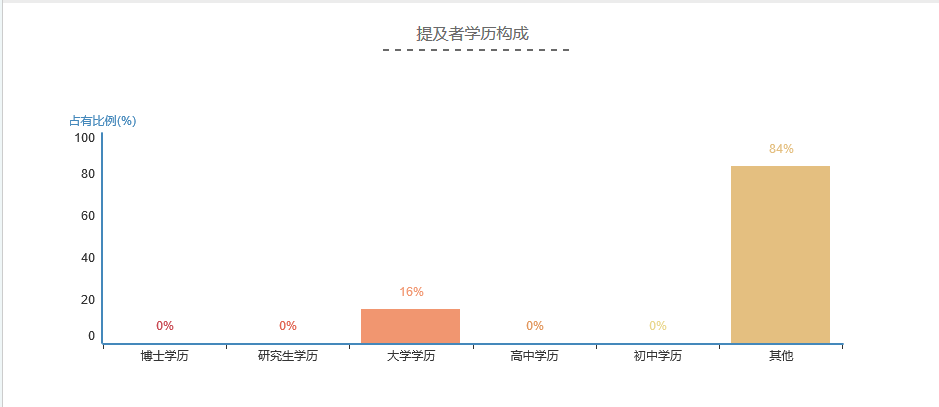 提及者学历构成
占有比例(%)
100
80
60
40
20
0
0%
0%
16%
0%
0%
84%
博士学历
研究生学历
大学学历
高中学历
初中学历
其他